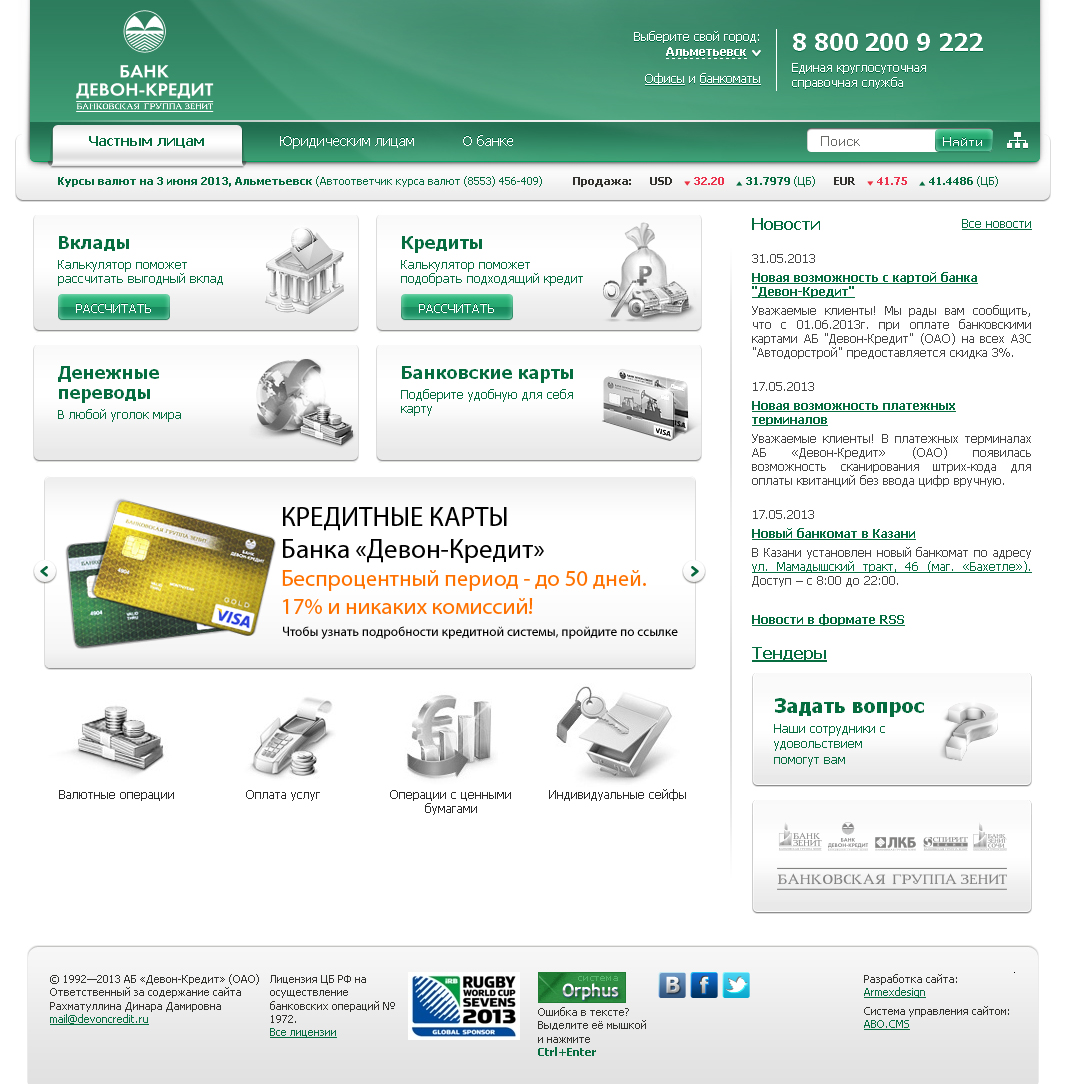 БАНК
ДЕВОН-КРЕДИТ
БАНКОВСКАЯ ГРУППА ЗЕНИТ
Выберите свой город:
Альметьевск
Офисы и банкоматы
8 800 200 9 222
Единая круглосуточная
справочная служба
Частным лицам
Юридическим лицам
О банке
Поиск
Найти
Курсы валют на 3 июня 2013, Альметьевск (Автоответчик курса валют (8553) 456-409) Продажа: USD 32.20 31.7979 (ЦБ) EUR 41.75 41.4486 (ЦБ)
Вклады
Калькулятор поможет
рассчитать выгодный вклад
РАССЧИТАТЬ
Кредиты
Калькулятор поможет
подобрать подходящий кредит
РАССЧИТАТЬ
Денежные
переводы
В любой уголок мира
Банковские карты
Подберите удобную для себя
карту
VISA
VISA
БАНКОВСКАЯ ГРУППА ЗЕНИТ
БАНК
ДЕВОН-КРЕДИТ
GOLD
VISA
КРЕДИТНЫЕ КАРТЫ
Банка «Девон-Кредит»
Беспроцентный период - до 50 дней.
17% и никаких комиссий!
Чтобы узнать подробности кредитной системы, пройдите по ссылке
Валютные операции
Оплата услуг
Операции с ценными
бумагами
Индивидуальные сейфы
Новости
Все новости
31.05.2013
Новая возможность с картой банка
"Девон-Кредит"
Уважаемые клиенты! Мы рады вам сообщить,
что с 01.06.2013г. при оплате банковскими
картами АБ "Девон-Кредит" (ОАО) на всех АЗС
"Автодорстрой" предоставляется скидка 3%.
17.05.2013
Новая возможность платежных
терминалов
Уважаемые клиенты! В платежных терминалах
АБ «Девон-Кредит» (ОАО) появилась
возможность сканирования штрих-кода для
оплаты квитанций без ввода цифр вручную.
17.05.2013
Новый банкомат в Казани
В Казани установлен новый банкомат по адресу
ул. Мамадышский тракт, 46 (маг. «Бахетле»).
Доступ – с 8:00 до 22:00.
Новости в формате RSS
Тендеры
Задать вопрос
Наши сотрудники с
удовольствием
помогут вам
БАНК
ЗЕНИТ
БАНК
ДЕВОН-КРЕДИТ
ЛКБ
СПИРИТ
БАНК
ЗЕНИТ
СОЧИ
БАНКОВСКАЯ ГРУППА ЗЕНИТ
© 1992—2013 АБ «Девон-Кредит» (ОАО)
Ответственный за содержание сайта
Рахматуллина Динара Дамировна
mail@devoncredit.ru
Лицензия ЦБ РФ на
осуществление
банковских операций №
1972.
Все лицензии
IRB
RUGBY
WORLD CUP
SEVENS
2013
GLOBAL SPONSOR
система
Orphus
Ошибка в тексте?
Выделите её мышкой
и нажмите
Ctrl+Enter
Разработка сайта:
Armexdesign
Система управления сайтом:
ABO.CMS